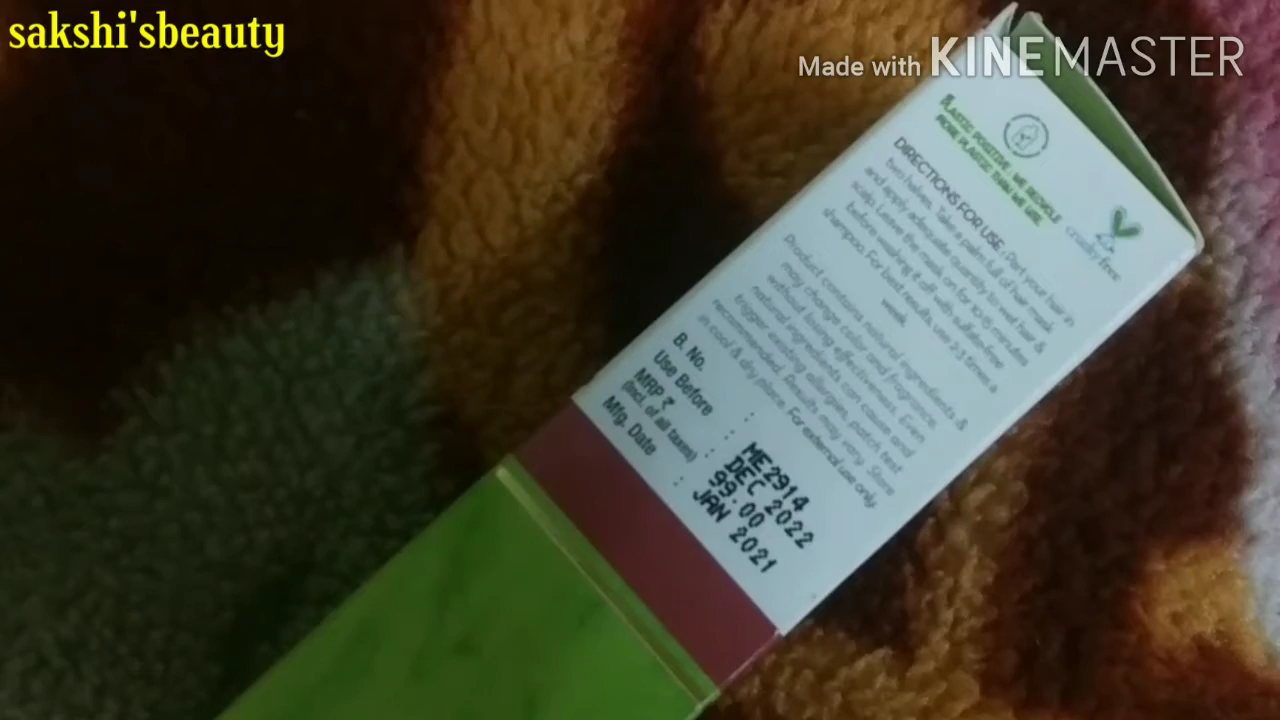 sakshi'sbeauty
Made with KINEMASTER
PLASTIC POSITIVE : WE RECYCLE
MORE PLASTIC THAN WE USE.
cruelty free
DIRECTIONS FOR USE : Part your hair in
two halves. Take a palm full of hair mask
and apply adequate quantity to wet hair &
scalp. Leave the mask on for 10-15 minutes
before washing it off with sulfate-free
shampoo. For best results, use 2-3 times a
week.
Product contains natural ingredients &
may change color and fragrance,
without losing effectiveness. Even
natural ingredients can cause and
trigger existing allergies, patch test
recommended. Results may vary. Store
in cool & dry place. For external use only.
B. No. : ME2914
Use Before : DEC 2022
MRP ₹ : 99.00
(Incl. of all taxes)
Mfg. Date : JAN 2021